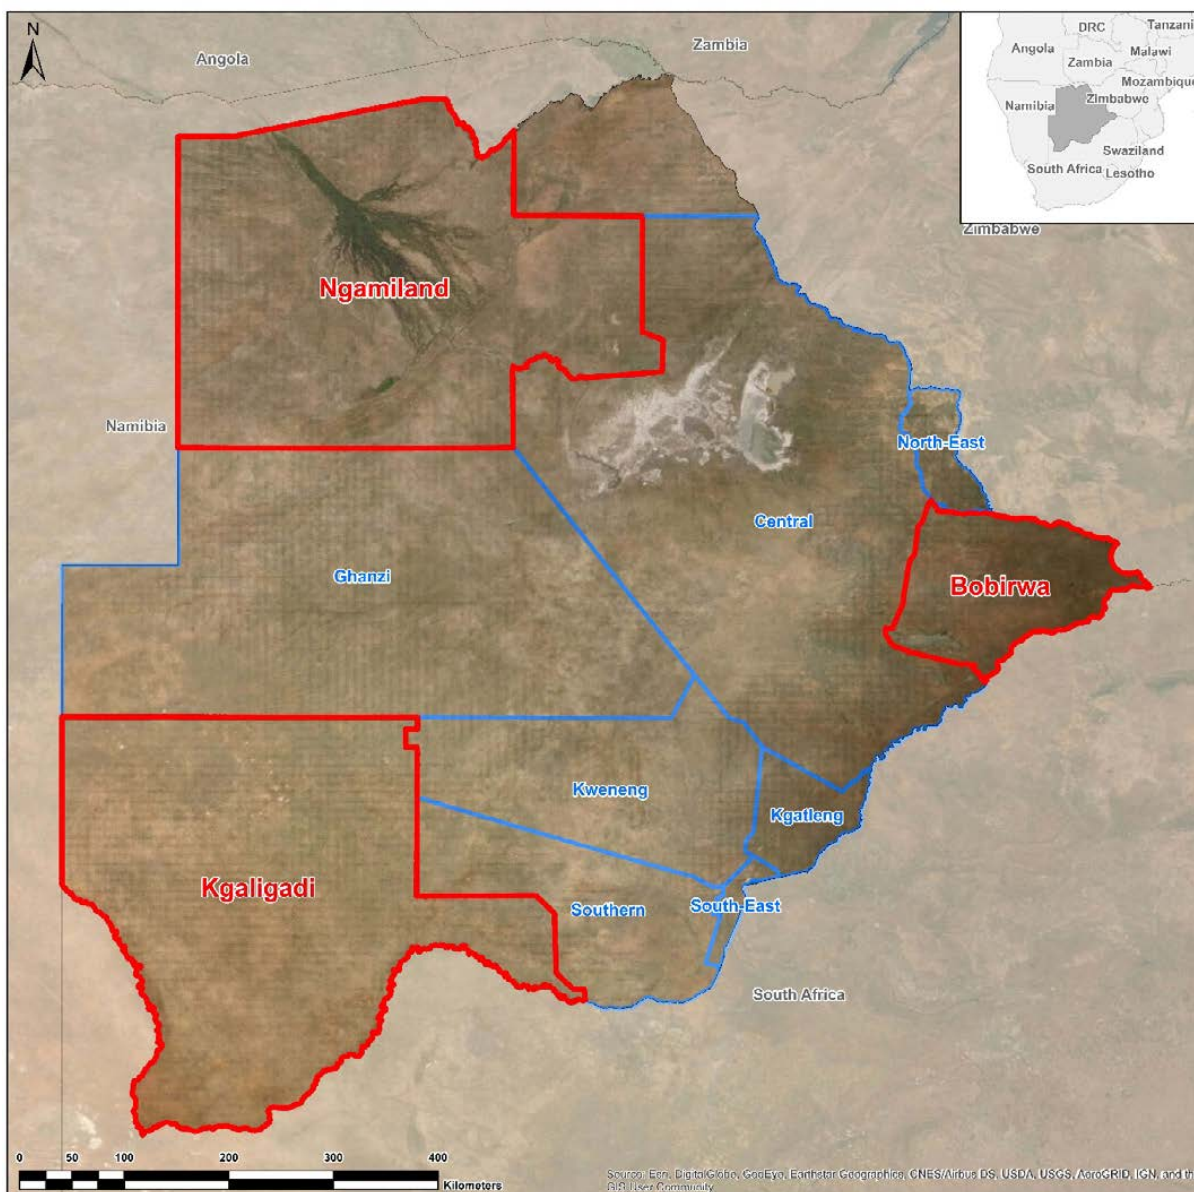 N
Angola
Zambia
DRC
Tanzani
Angola
Malawi
Zambia
Mozambique
Namibia
Zimbabwe
Swaziland
South Africa
Lesotho
Zimbabwe
Ngamiland
Namibia
North-East
Central
Ghanzi
Bobirwa
Kweneng
Kgatleng
Kgaligadi
Southern
South-East
South Africa
0 50 100 200 300 400
Kilometers
Source: Esri, DigitalGlobe, GeoEye, Earthstar Geographics, CNES/Airbus DS, USDA, USGS, AeroGRID, IGN, and th
GIS User Community